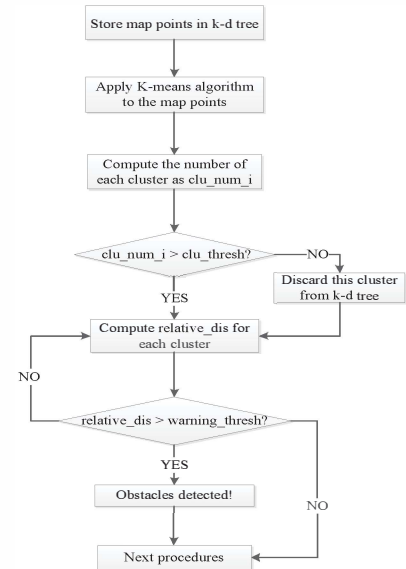 Store map points in k-d tree
Apply K-means algorithm
to the map points
Compute the number of
each cluster as clu_num_i
clu_num_i > clu_thresh?
NO
YES
Discard this cluster
from k-d tree
Compute relative_dis for
each cluster
NO
relative_dis > warning_thresh?
YES
Obstacles detected!
NO
Next procedures